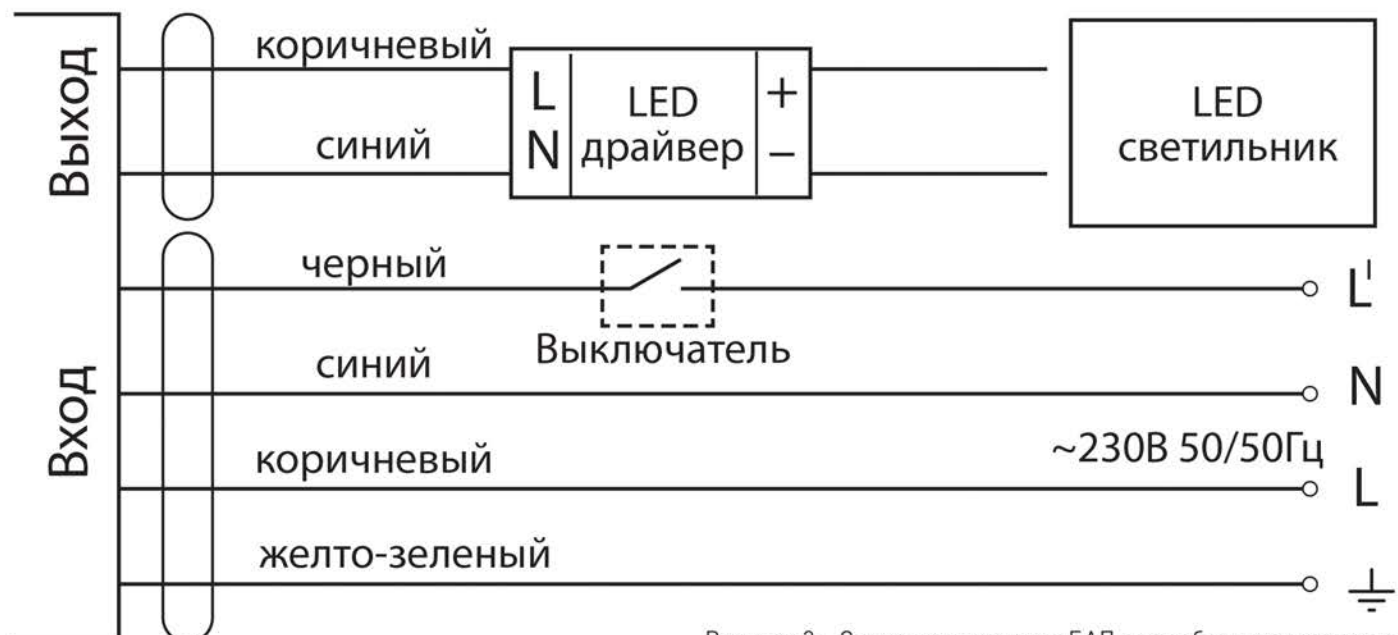 Выход
коричневый
синий
L
N
LED
драйвер
+
–
LED
светильник
Вход
черный
Выключатель
L'
синий
N
коричневый
~230В 50/50Гц
L
желто-зеленый